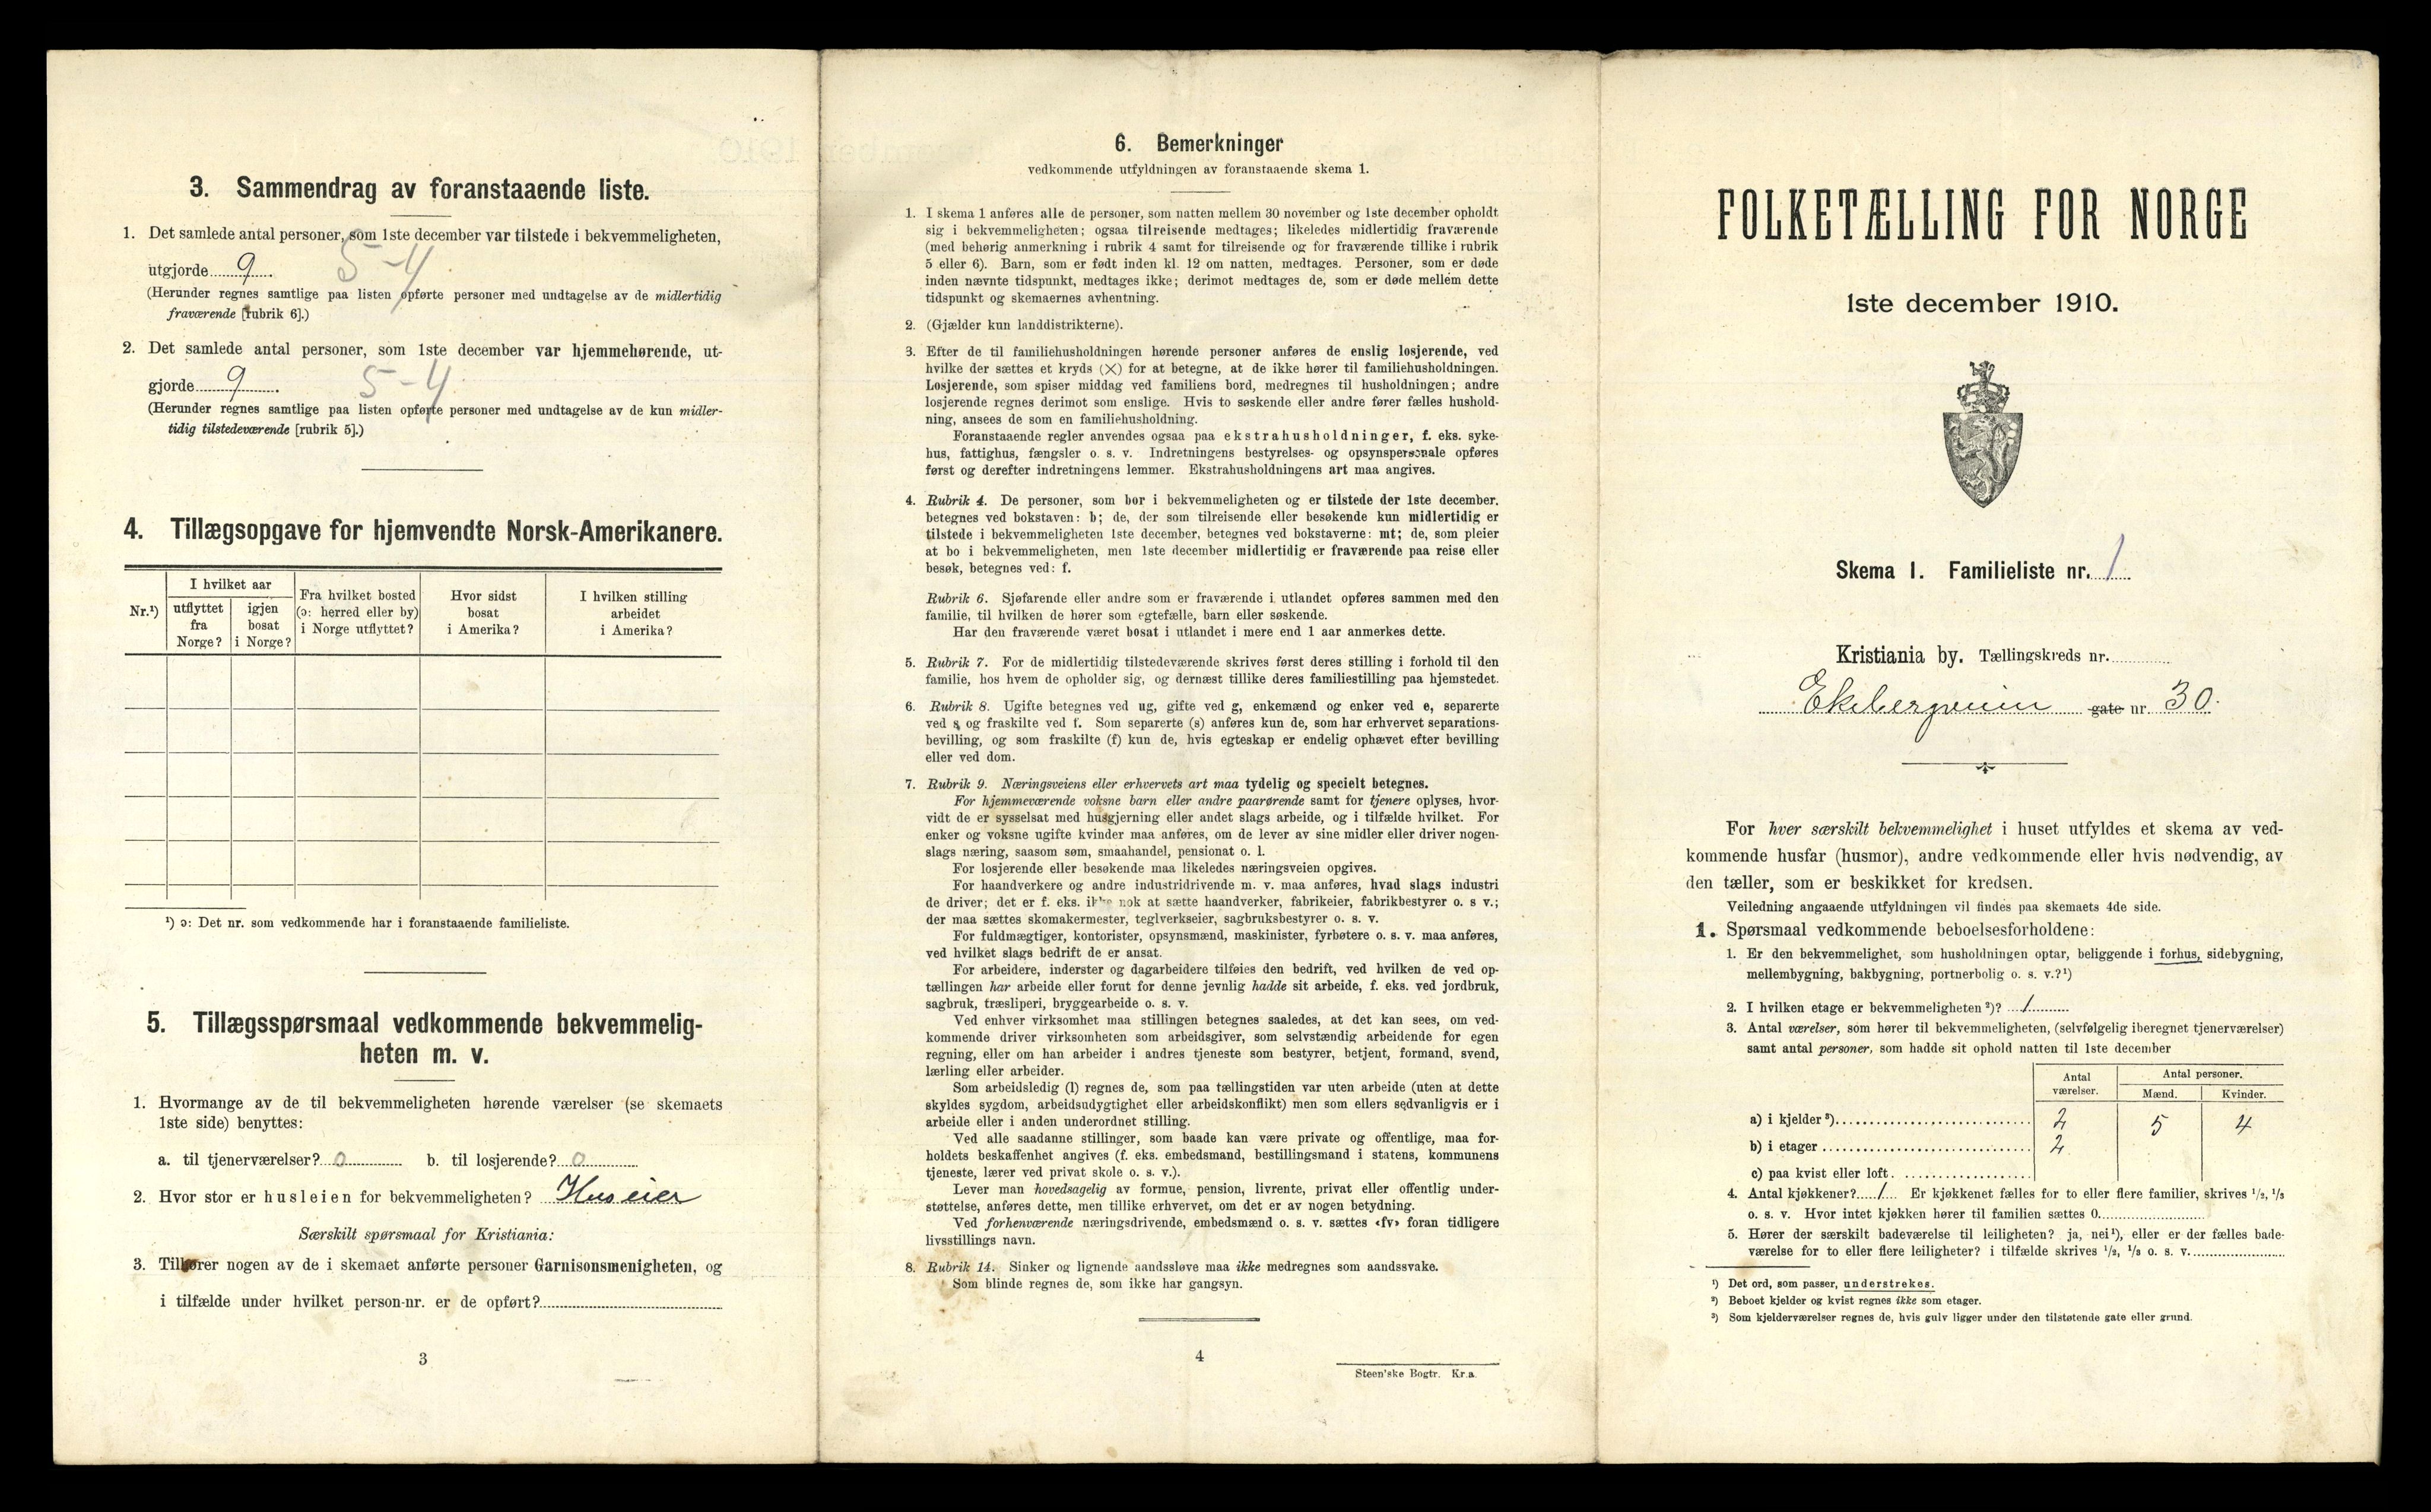 3. Sammendrag av foranstaaende liste.
1. Det samlede antal personer, som 1ste december var tilstede i bekvemmeligheten,
utgjorde 9. 5-4
(Herunder regnes samtlige paa listen opførte personer med undtagelse av de midlertidig
fraværende [rubrik 6].)
2. Det samlede antal personer, som 1ste december var hjemmehørende, ut-
gjorde 9. 5-4
(Herunder regnes samtlige paa listen opførte personer med undtagelse av de kun midler-
tidig tilstedeværende [rubrik 5].)
4. Tillægsopgave for hjemvendte Norsk-Amerikanere.
Nr.¹)
I hvilket aar
utflyttet
fra
Norge?
igjen
bosat
i Norge?
Fra hvilket bosted
(ɔ: herred eller by)
i Norge utflyttet?
Hvor sidst
bosat
i Amerika?
I hvilken stilling
arbeidet
i Amerika?
¹) ɔ: Det nr. som vedkommende har i foranstaaende familieliste.
5. Tillægsspørsmaal vedkommende bekvemmelig-
heten m. v.
1. Hvormange av de til bekvemmeligheten hørende værelser (se skemaets
1ste side) benyttes:
a. til tjenerværelser? 0 b. til losjerende? 0
2. Hvor stor er husleien for bekvemmeligheten? Huseier
Særskilt spørsmaal for Kristiania:
3. Tilhører nogen av de i skemaet anførte personer Garnisonsmenigheten, og
i tilfælde under hvilket person-nr. er de opført?
3
6. Bemerkninger
vedkommende utfyldningen av foranstaaende skema 1.
1. I skema 1 anføres alle de personer, som natten mellem 30 november og 1ste december opholdt
sig i bekvemmeligheten; ogsaa tilreisende medtages; likeledes midlertidig fraværende
(med behørig anmerkning i rubrik 4 samt for tilreisende og for fraværende tillike i rubrik
5 eller 6). Barn, som er født inden kl. 12 om natten, medtages. Personer, som er døde
inden nævnte tidspunkt, medtages ikke; derimot medtages de, som er døde mellem dette
tidspunkt og skemaernes avhentning.
2. (Gjælder kun landdistrikterne).
3. Efter de til familiehusholdningen hørende personer anføres de enslig losjerende, ved
hvilke der sættes et kryds (×) for at betegne, at de ikke hører til familiehusholdningen.
Losjerende, som spiser middag ved familiens bord, medregnes til husholdningen; andre
losjerende regnes derimot som enslige. Hvis to søskende eller andre fører fælles hushold-
ning, ansees de som en familiehusholdning.
Foranstaaende regler anvendes ogsaa paa ekstrahusholdninger, f. eks. syke-
hus, fattighus, fængsler o. s. v. Indretningens bestyrelses- og opsynspersonale opføres
først og derefter indretningens lemmer. Ekstrahusholdningens art maa angives.
4. Rubrik 4. De personer, som bor i bekvemmeligheten og er tilstede der 1ste december.
betegnes ved bokstaven: b; de, der som tilreisende eller besøkende kun midlertidig er
tilstede i bekvemmeligheten 1ste december, betegnes ved bokstaverne: mt; de, som pleier
at bo i bekvemmeligheten, men 1ste december midlertidig er fraværende paa reise eller
besøk, betegnes ved: f.
Rubrik 6. Sjøfarende eller andre som er fraværende i utlandet opføres sammen med den
familie, til hvilken de hører som egtefælle, barn eller søskende.
Har den fraværende været bosat i utlandet i mere end 1 aar anmerkes dette.
5. Rubrik 7. For de midlertidig tilstedeværende skrives først deres stilling i forhold til den
familie, hos hvem de opholder sig, og dernæst tillike deres familiestilling paa hjemstedet.
6. Rubrik 8. Ugifte betegnes ved ug, gifte ved g, enkemænd og enker ved e, separerte
ved s og fraskilte ved f. Som separerte (s) anføres kun de, som har erhvervet separations-
bevilling, og som fraskilte (f) kun de, hvis egteskap er endelig ophævet efter bevilling
eller ved dom.
7. Rubrik 9. Næringsveiens eller erhvervets art maa tydelig og specielt betegnes.
For hjemmeværende voksne barn eller andre paarørende samt for tjenere oplyses, hvor-
vidt de er sysselsat med husgjerning eller andet slags arbeide, og i tilfælde hvilket. For
enker og voksne ugifte kvinder maa anføres, om de lever av sine midler eller driver nogen-
slags næring, saasom søm, smaahandel, pensionat o. l.
For losjerende eller besøkende maa likeledes næringsveien opgives.
For haandverkere og andre industridrivende m. v. maa anføres, hvad slags industri
de driver; det er f. eks. ikke nok at sætte haandverker, fabrikeier, fabrikbestyrer o. s v.;
der maa sættes skomakermester, teglverkseier, sagbruksbestyrer o. s. v.
For fuldmægtiger, kontorister, opsynsmænd, maskinister, fyrbøtere o. s. v. maa anføres,
ved hvilket slags bedrift de er ansat.
For arbeidere, inderster og dagarbeidere tilføies den bedrift, ved hvilken de ved op-
tællingen har arbeide eller forut for denne jevnlig hadde sit arbeide, f. eks. ved jordbruk,
sagbruk, træsliperi, bryggearbeide o. s. v.
Ved enhver virksomhet maa stillingen betegnes saaledes, at det kan sees, om ved-
kommende driver virksomheten som arbeidsgiver, som selvstændig arbeidende for egen
regning, eller om han arbeider i andres tjeneste som bestyrer, betjent, formand, svend,
lærling eller arbeider.
Som arbeidsledig (l) regnes de, som paa tællingstiden var uten arbeide (uten at dette
skyldes sygdom, arbeidsudygtighet eller arbeidskonflikt) men som ellers sedvanligvis er i
arbeide eller i anden underordnet stilling.
Ved alle saadanne stillinger, som baade kan være private og offentlige, maa for-
holdets beskaffenhet angives (f. eks. embedsmand, bestillingsmand i statens, kommunens
tjeneste, lærer ved privat skole o. s. v.).
Lever man hovedsagelig av formue, pension, livrente, privat eller offentlig under-
støttelse, anføres dette, men tillike erhvervet, om det er av nogen betydning.
Ved forhenværende næringsdrivende, embedsmænd o. s. v. sættes «fv» foran tidligere
livsstillings navn.
8. Rubrik 14. Sinker og lignende aandssløve maa ikke medregnes som aandssvake.
Som blinde regnes de, som ikke har gangsyn.
4
Steen'ske Bogtr. Kr.a.
FOLKETÆLLING FOR NORGE
1ste december 1910.
Skema 1. Familieliste nr. 1
Kristiania by. Tællingskreds nr.
Ekebergveien gate nr. 30.
For hver særskilt bekvemmelighet i huset utfyldes et skema av ved-
kommende husfar (husmor), andre vedkommende eller hvis nødvendig, av
den tæller, som er beskikket for kredsen.
Veiledning angaaende utfyldningen vil findes paa skemaets 4de side.
1. Spørsmaal vedkommende beboelsesforholdene:
1. Er den bekvemmelighet, som husholdningen optar, beliggende i forhus, sidebygning,
mellembygning, bakbygning, portnerbolig o. s. v.?¹)
2. I hvilken etage er bekvemmeligheten²)? 1
3. Antal værelser, som hører til bekvemmeligheten, (selvfølgelig iberegnet tjenerværelser)
samt antal personer, som hadde sit ophold natten til 1ste december
Antal
værelser.
Antal personer.
Mænd. Kvinder.
a) i kjelder³) 2 5 4
b) i etager 2
c) paa kvist eller loft
4. Antal kjøkkener? 1 Er kjøkkenet fælles for to eller flere familier, skrives ¹/₂, ¹/₃
o. s. v. Hvor intet kjøkken hører til familien sættes 0.
5. Hører der særskilt badeværelse til leiligheten? ja, nei¹), eller er der fælles bade-
værelse for to eller flere leiligheter? i tilfælde skrives ¹/₂, ¹/₃ o. s. v.
¹) Det ord, som passer, understrekes.
²) Beboet kjelder og kvist regnes ikke som etager.
³) Som kjelderværelser regnes de, hvis gulv ligger under den tilstøtende gate eller grund.